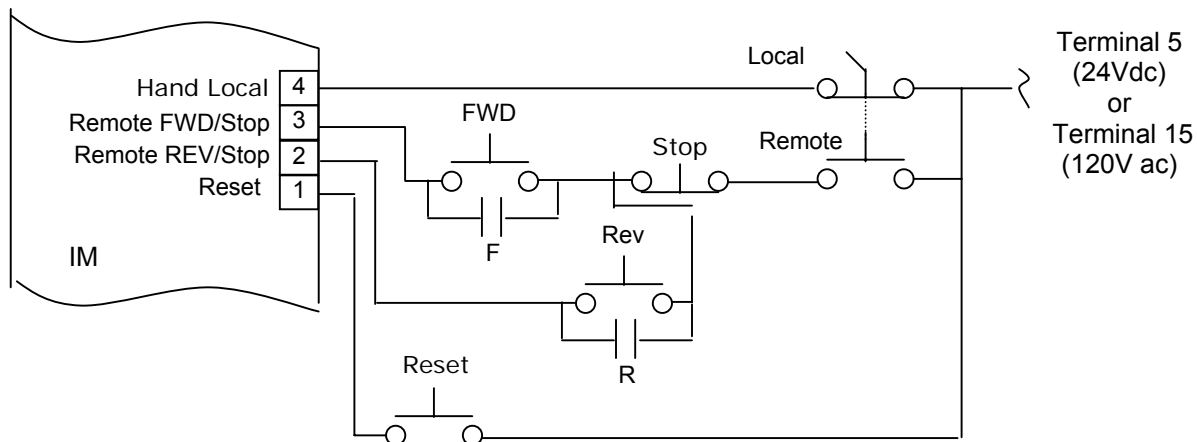 Hand Local 4
Remote FWD/Stop 3
Remote REV/Stop 2
Reset 1
IM
FWD
F
Stop
Rev
R
Reset
Local
Remote
Terminal 5
(24Vdc)
or
Terminal 15
(120V ac)